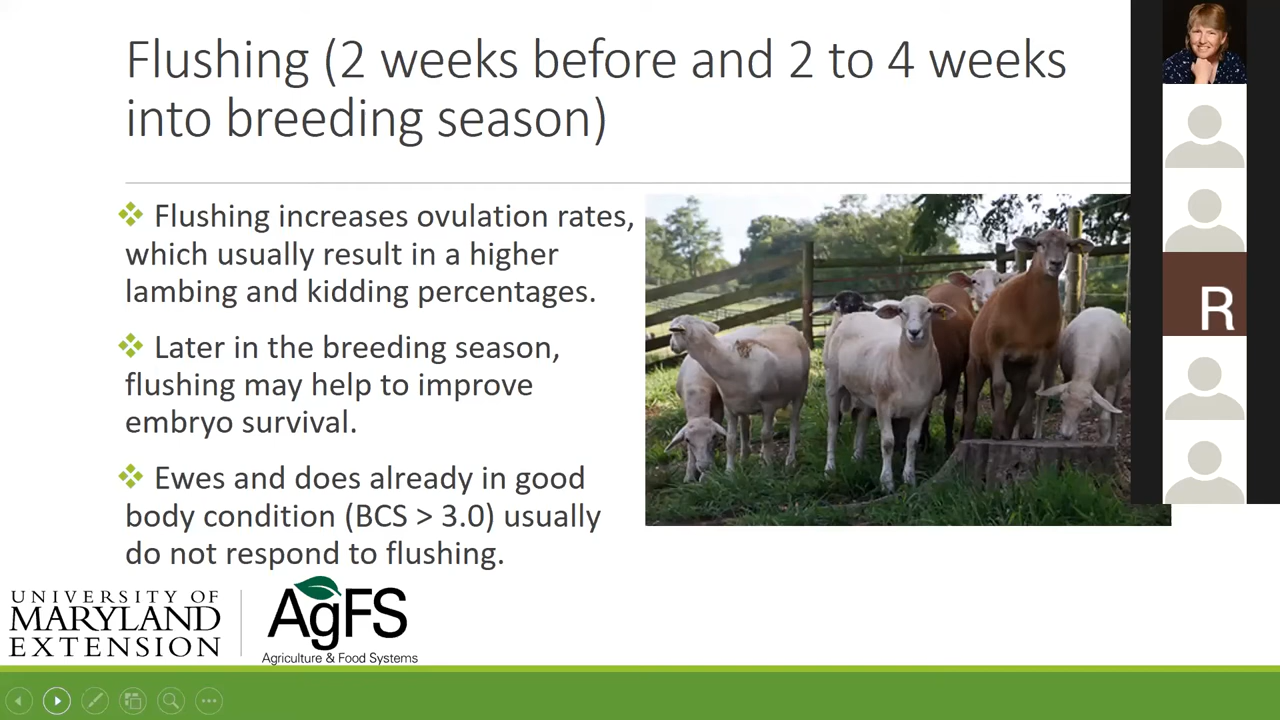 Flushing (2 weeks before and 2 to 4 weeks
into breeding season)
Flushing increases ovulation rates,
which usually result in a higher
lambing and kidding percentages.
Later in the breeding season,
flushing may help to improve
embryo survival.
Ewes and does already in good
body condition (BCS > 3.0) usually
do not respond to flushing.
R
UNIVERSITY OF
MARYLAND
EXTENSION
AgFS
Agriculture & Food Systems